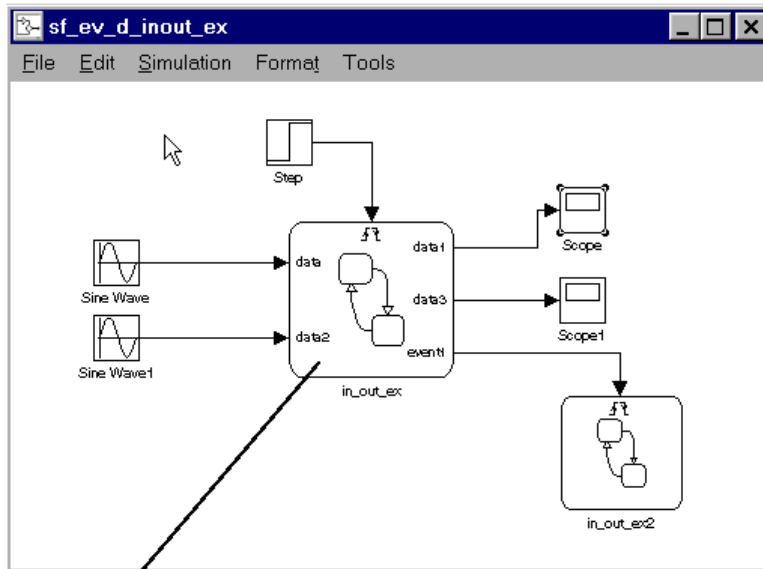 sf_ev_d_inout_ex
File Edit Simulation Format Tools
Step
data
data1
Scope
Sine Wave
data3
data2
Scope1
Sine Wave1
event1
in_out_ex
in_out_ex2